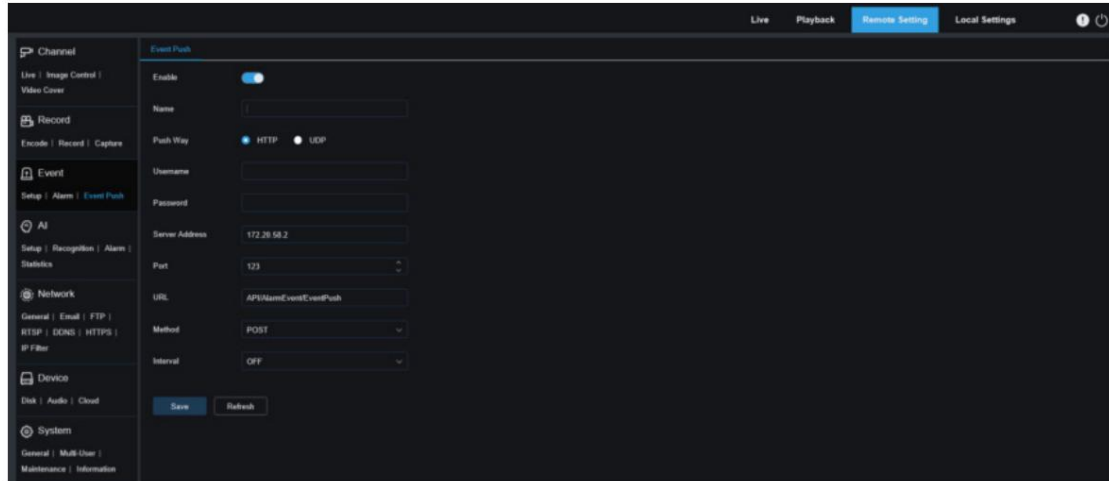 Live Playback Remote Setting Local Settings
Channel
Live | Image Control |
Video Cover
Record
Encode | Record | Capture
Event
Setup | Alarm | Event Push
AI
Setup | Recognition | Alarm |
Statistics
Network
General | Email | FTP |
RTSP | DDNS | HTTPS |
IP Filter
Device
Disk | Audio | Cloud
System
General | Multi-User |
Maintenance | Information
Event Push
Enable
Name
Push Way HTTP UDP
Username
Password
Server Address 172.20.58.2
Port 123
URL API/AlarmEvent/EventPush
Method POST
Interval OFF
Save Refresh